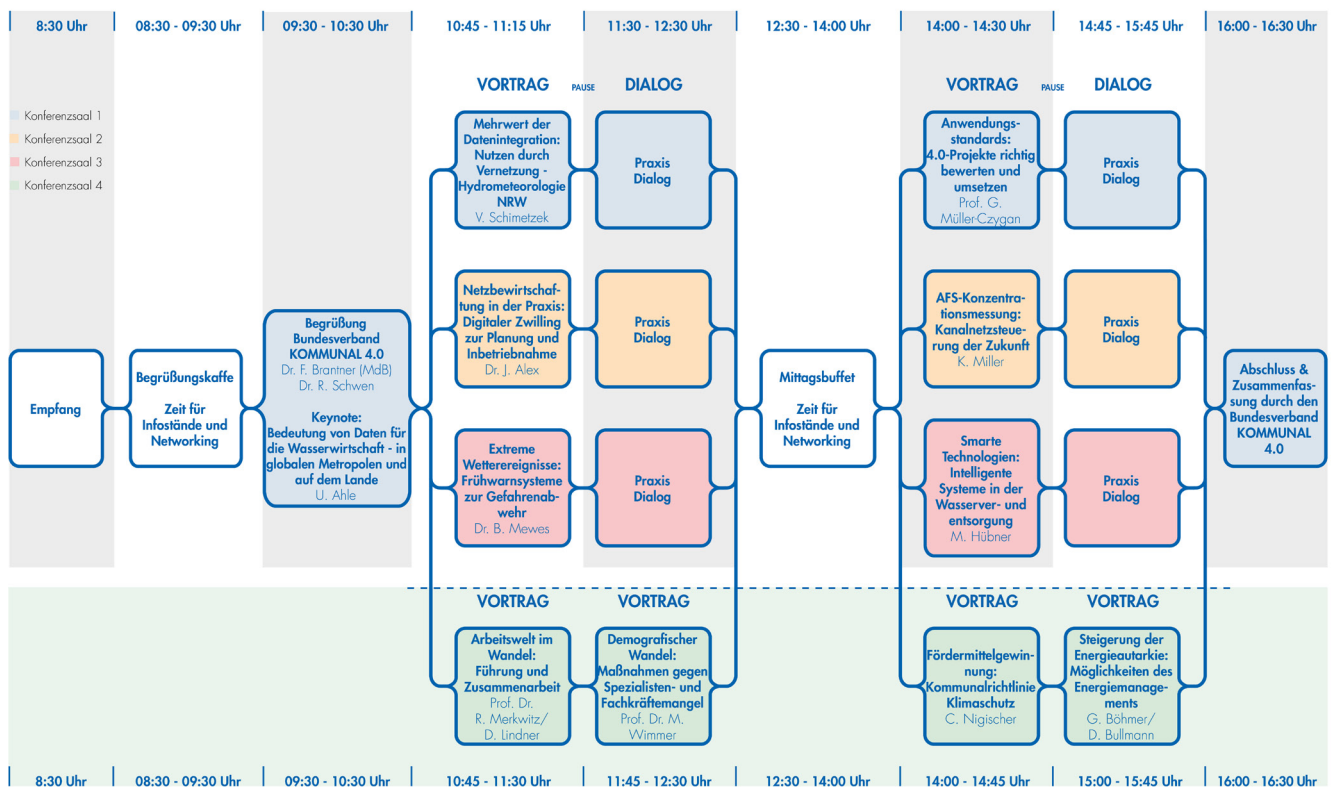 8:30 Uhr
08:30 - 09:30 Uhr
09:30 - 10:30 Uhr
10:45 - 11:15 Uhr
11:30 - 12:30 Uhr
12:30 - 14:00 Uhr
14:00 - 14:30 Uhr
14:45 - 15:45 Uhr
16:00 - 16:30 Uhr
VORTRAG
PAUSE
DIALOG
VORTRAG
PAUSE
DIALOG
Konferenzsaal 1
Konferenzsaal 2
Konferenzsaal 3
Konferenzsaal 4
Empfang
Begrüßungskaffe
Zeit für
Infostände und
Networking
Begrüßung
Bundesverband
KOMMUNAL 4.0
Dr. F. Brantner (MdB)
Dr. R. Schwen
Keynote:
Bedeutung von Daten für
die Wasserwirtschaft - in
globalen Metropolen und
auf dem Lande
U. Ahle
Mehrwert der
Datenintegration:
Nutzen durch
Vernetzung -
Hydrometeorologie
NRW
V. Schimetzek
Praxis
Dialog
Netzbewirtschaf-
tung in der Praxis:
Digitaler Zwilling
zur Planung und
Inbetriebnahme
Dr. J. Alex
Praxis
Dialog
Extreme
Wetterereignisse:
Frühwarnsysteme
zur Gefahrenab-
wehr
Dr. B. Mewes
Praxis
Dialog
Mittagsbuffet
Zeit für
Infostände und
Networking
Anwendungs-
standards:
4.0-Projekte richtig
bewerten und
umsetzen
Prof. G.
Müller-Czygan
Praxis
Dialog
AFS-Konzentra-
tionsmessung:
Kanalnetzsteue-
rung der Zukunft
K. Miller
Praxis
Dialog
Smarte
Technologien:
Intelligente
Systeme in der
Wasserver- und
entsorgung
M. Hübner
Praxis
Dialog
Abschluss &
Zusammenfas-
sung durch den
Bundesverband
KOMMUNAL
4.0
VORTRAG
VORTRAG
VORTRAG
VORTRAG
Arbeitswelt im
Wandel:
Führung und
Zusammenarbeit
Prof. Dr.
R. Merkwitz/
D. Lindner
Demografischer
Wandel:
Maßnahmen gegen
Spezialisten- und
Fachkräftemangel
Prof. Dr. M.
Wimmer
Fördermittelgewin-
nung:
Kommunalrichtlinie
Klimaschutz
C. Nigischer
Steigerung der
Energieautarkie:
Möglichkeiten des
Energiemanage-
ments
G. Böhmer/
D. Bullmann
8:30 Uhr
08:30 - 09:30 Uhr
09:30 - 10:30 Uhr
10:45 - 11:30 Uhr
11:45 - 12:30 Uhr
12:30 - 14:00 Uhr
14:00 - 14:45 Uhr
15:00 - 15:45 Uhr
16:00 - 16:30 Uhr